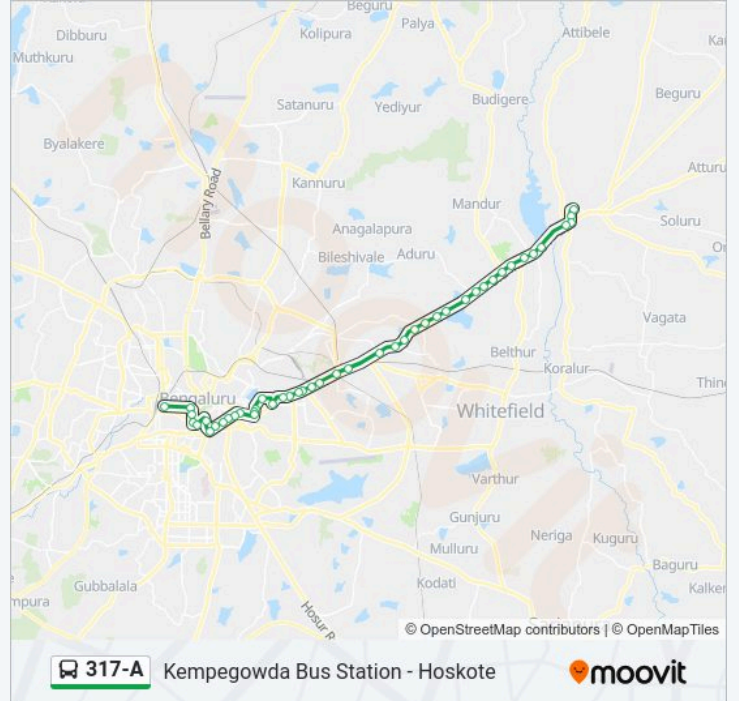 Beguru
Dibburu
Kolipura
Palya
Attibele
Muthkuru
Satanuru
Yediyur
Budigere
Beguru
Byalakere
Atturu
Kannuru
Bellary Road
Mandur
Soluru
Anagalapura
Bileshivale
Aduru
Vagata
Belthur
Koralur
Bengaluru
Whitefield
Varthur
Gunjuru
Neriga
Kuguru
Mulluru
Baguru
Kodati
Gubbalala
Kalker
mpura
Hosur R
© OpenStreetMap contributors | © OpenMapTiles
317-A Kempegowda Bus Station - Hoskote
moovit